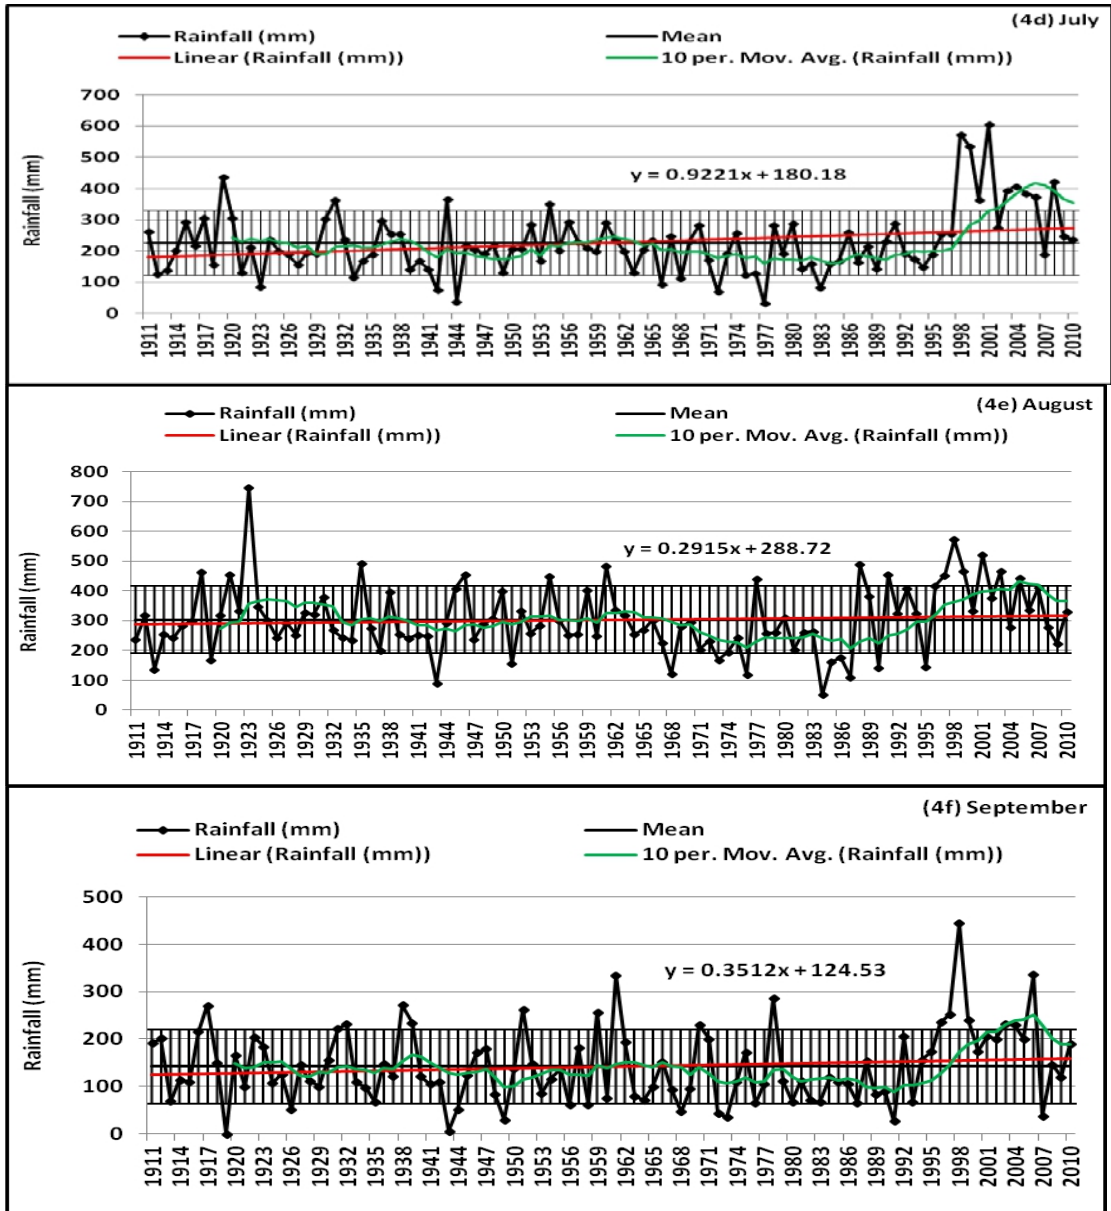 (4d) July
Rainfall (mm) Mean
Linear (Rainfall (mm)) 10 per. Mov. Avg. (Rainfall (mm))
Rainfall (mm)
700
600
500
400
300
200
100
0
y = 0.9221x + 180.18
1911 1914 1917 1920 1923 1926 1929 1932 1935 1938 1941 1944 1947 1950 1953 1956 1959 1962 1965 1968 1971 1974 1977 1980 1983 1986 1989 1992 1995 1998 2001 2004 2007 2010
(4e) August
Rainfall (mm) Mean
Linear (Rainfall (mm)) 10 per. Mov. Avg. (Rainfall (mm))
Rainfall (mm)
800
700
600
500
400
300
200
100
0
y = 0.2915x + 288.72
1911 1914 1917 1920 1923 1926 1929 1932 1935 1938 1941 1944 1947 1950 1953 1956 1959 1962 1965 1968 1971 1974 1977 1980 1983 1986 1989 1992 1995 1998 2001 2004 2007 2010
(4f) September
Rainfall (mm) Mean
Linear (Rainfall (mm)) 10 per. Mov. Avg. (Rainfall (mm))
Rainfall (mm)
500
400
300
200
100
0
y = 0.3512x + 124.53
1911 1914 1917 1920 1923 1926 1929 1932 1935 1938 1941 1944 1947 1950 1953 1956 1959 1962 1965 1968 1971 1974 1977 1980 1983 1986 1989 1992 1995 1998 2001 2004 2007 2010